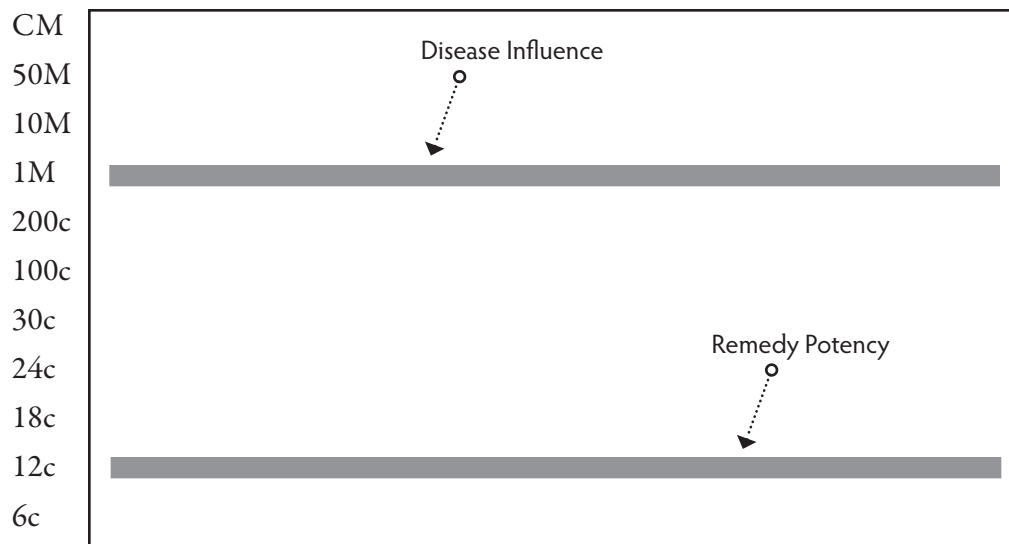 CM
Disease Influence
50M
10M
1M
200c
100c
30c
Remedy Potency
24c
18c
12c
6c